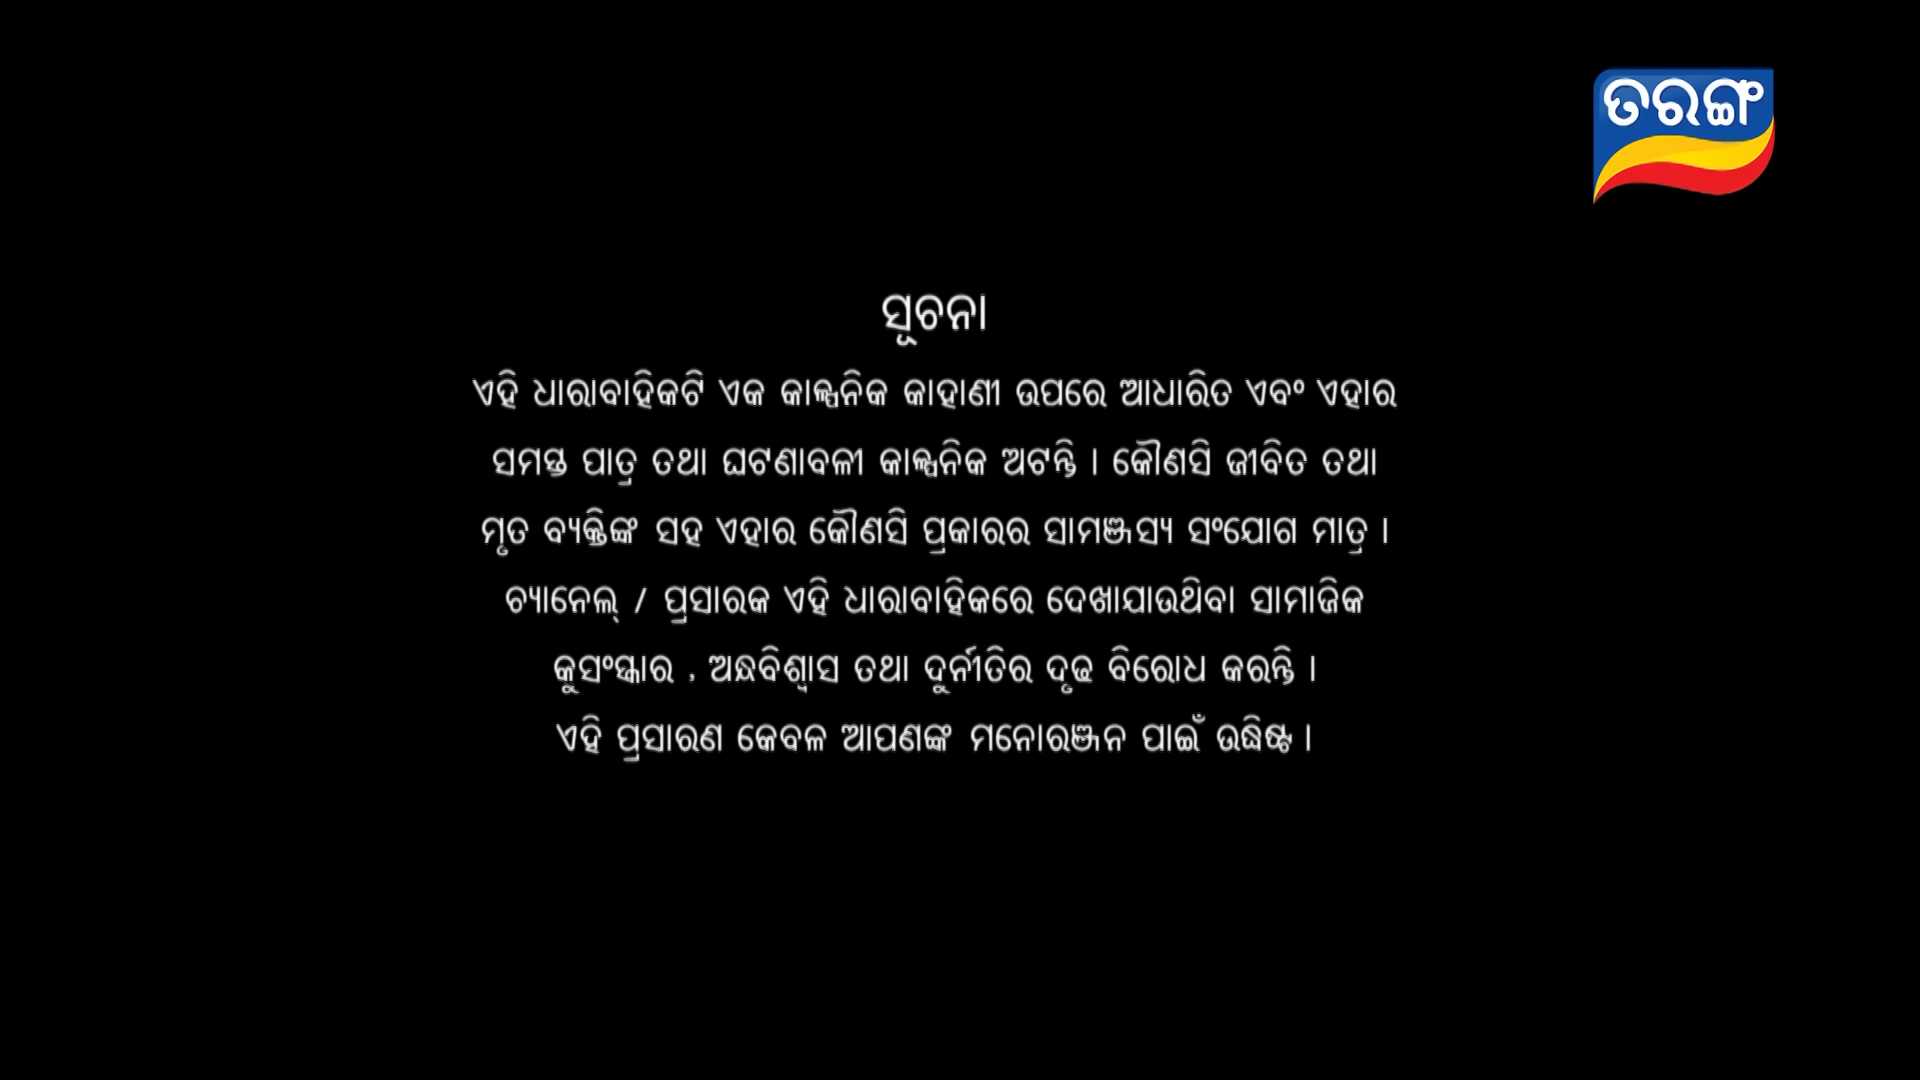 ତରଙ୍ଗ
ସୂଚନା
ଏହି ଧାରାବାହିକଟି ଏକ କାଳ୍ପନିକ କାହାଣୀ ଉପରେ ଆଧାରିତ ଏବଂ ଏହାର
ସମସ୍ତ ପାତ୍ର ତଥା ଘଟଣାବଳୀ କାଳ୍ପନିକ ଅଟନ୍ତି । କୌଣସି ଜୀବିତ ତଥା
ମୃତ ବ୍ୟକ୍ତିଙ୍କ ସହ ଏହାର କୌଣସି ପ୍ରକାରର ସାମଞ୍ଜସ୍ୟ ସଂଯୋଗ ମାତ୍ର ।
ଚ୍ୟାନେଲ୍ / ପ୍ରସାରକ ଏହି ଧାରାବାହିକରେ ଦେଖାଯାଉଥିବା ସାମାଜିକ
କୁସଂସ୍କାର , ଅନ୍ଧବିଶ୍ୱାସ ତଥା ଦୁର୍ନୀତିର ଦୃଢ ବିରୋଧ କରନ୍ତି ।
ଏହି ପ୍ରସାରଣ କେବଳ ଆପଣଙ୍କ ମନୋରଞ୍ଜନ ପାଇଁ ଉଦ୍ଧିଷ୍ଟ ।